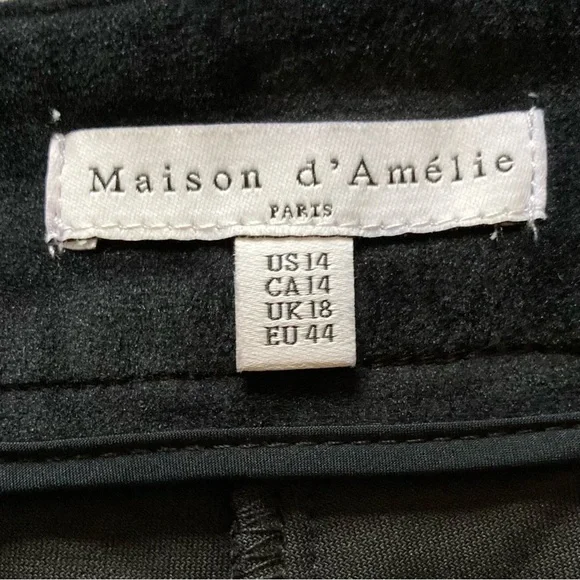 Maison d'Amélie
PARIS
US 14
CA 14
UK 18
EU 44